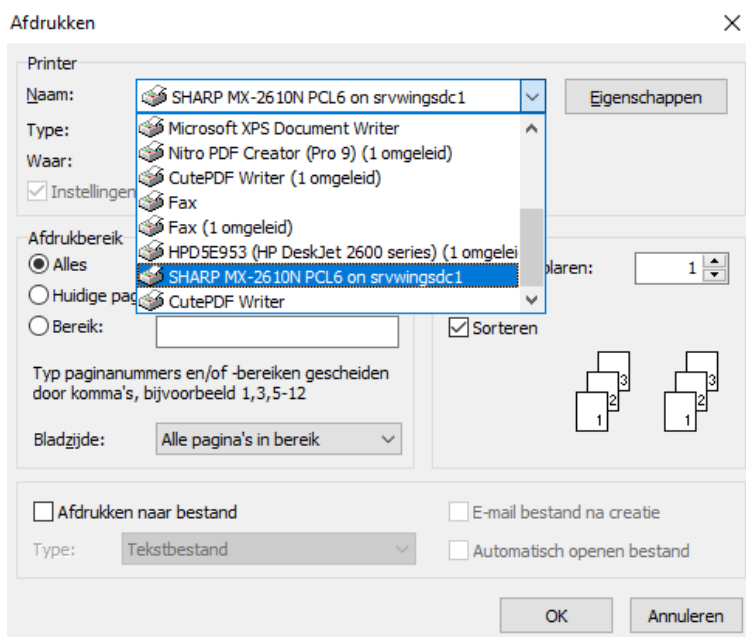 Afdrukken
Printer
Naam:
SHARP MX-2610N PCL6 on srvwingsdc1
Eigenschappen
Type:
Microsoft XPS Document Writer
Nitro PDF Creator (Pro 9) (1 omgeleid)
Waar:
CutePDF Writer (1 omgeleid)
Instellingen
Fax
Fax (1 omgeleid)
HPD5E953 (HP DeskJet 2600 series) (1 omgelei
SHARP MX-2610N PCL6 on srvwingsdc1
CutePDF Writer
Afdrukbereik
Alles
Huidige pag
Bereik:
Typ paginanummers en/of -bereiken gescheiden
door komma's, bijvoorbeeld 1,3,5-12
Bladzijde:
Alle pagina's in bereik
plaren:
1
Sorteren
1 2 3
1 2 3
Afdrukken naar bestand
Type:
Tekstbestand
E-mail bestand na creatie
Automatisch openen bestand
OK
Annuleren